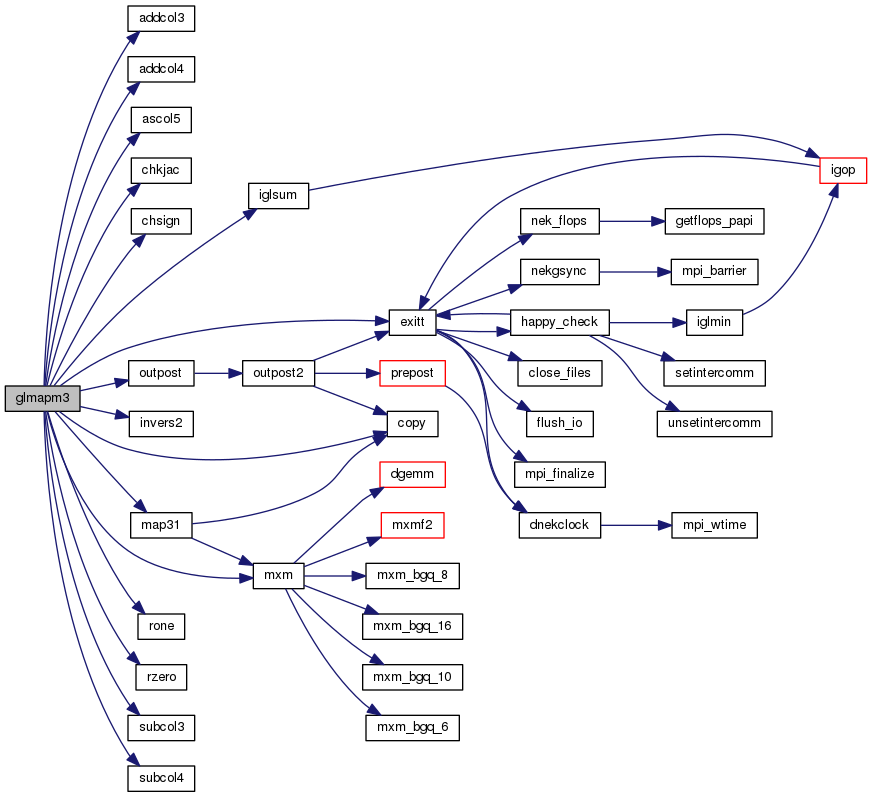 addcol3
addcol4
ascol5
chkjac
igop
iglsum
chsign
nek_flops
getflops_papi
nekgsync
mpi_barrier
exitt
happy_check
iglmin
outpost
outpost2
prepost
close_files
setintercomm
glmapm3
invers2
copy
flush_io
unsetintercomm
dgemm
mpi_finalize
map31
mxmf2
dnekclock
mpi_wtime
mxm
mxm_bgq_8
rone
mxm_bgq_16
rzero
mxm_bgq_10
subcol3
mxm_bgq_6
subcol4